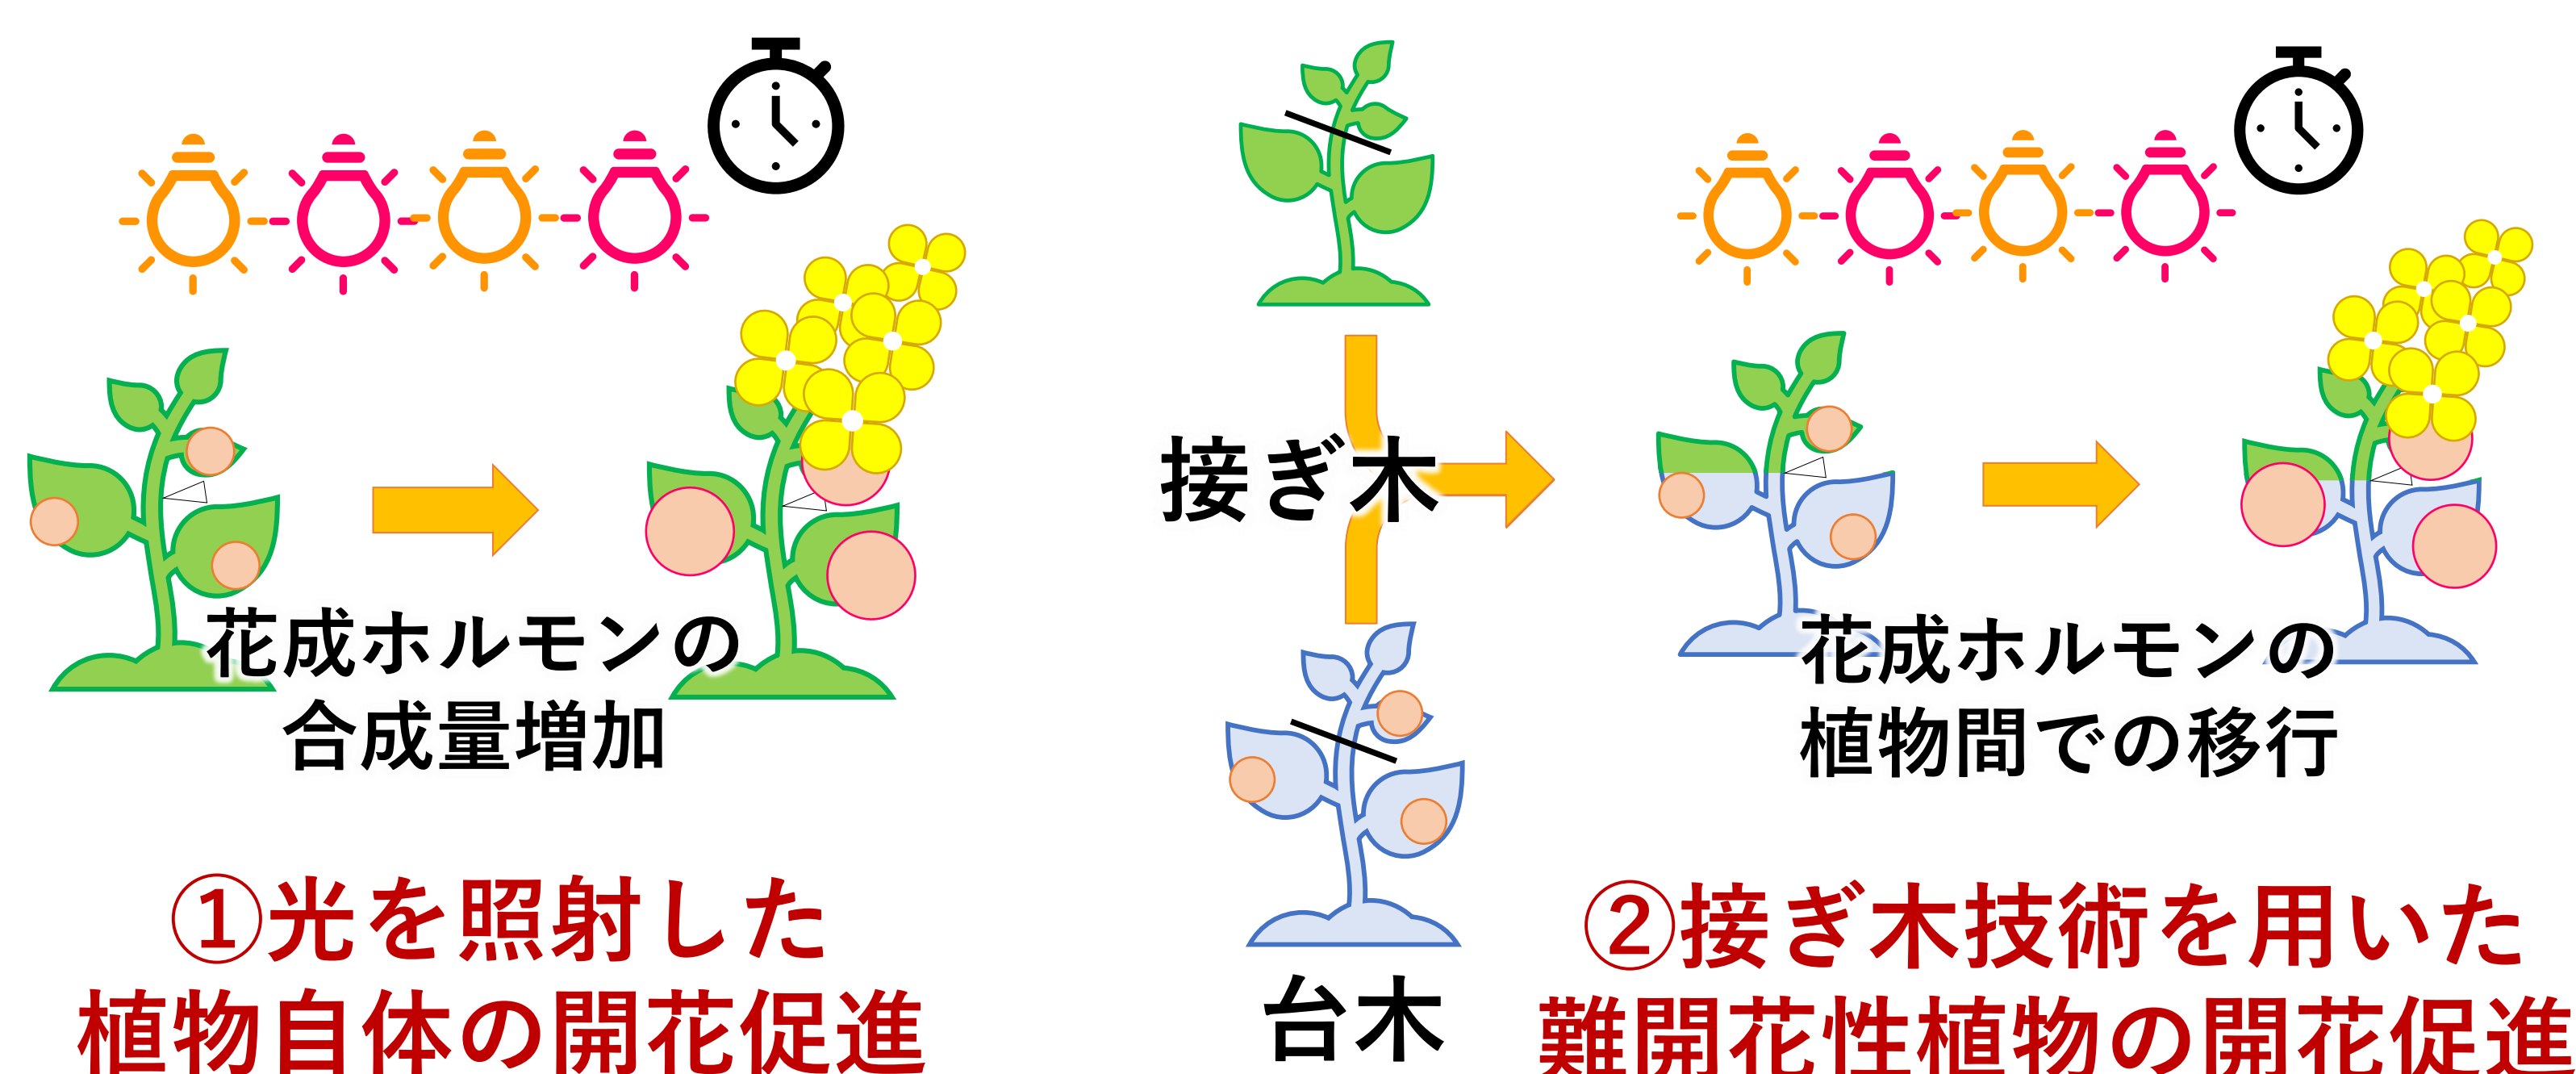 花成ホルモンの
合成量増加
①光を照射した
植物自体の開花促進
接ぎ木
台木
花成ホルモンの
植物間での移行
②接ぎ木技術を用いた
難開花性植物の開花促進